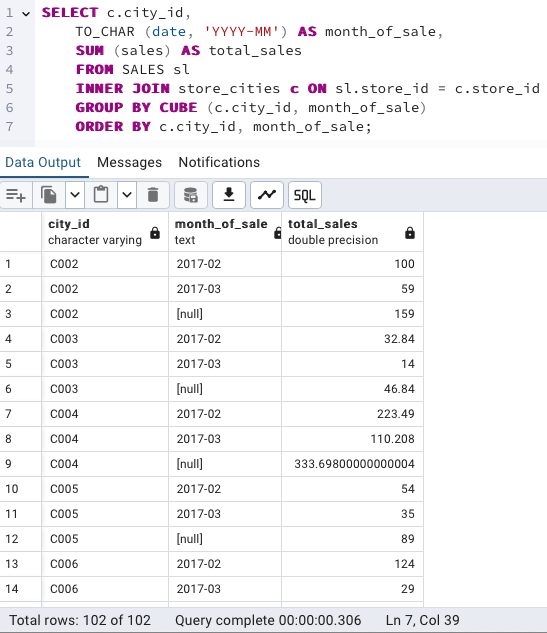 1 SELECT c.city_id,
2 TO_CHAR (date, 'YYYY-MM') AS month_of_sale,
3 SUM (sales) AS total_sales
4 FROM SALES sl
5 INNER JOIN store_cities c ON sl.store_id = c.store_id
6 GROUP BY CUBE (c.city_id, month_of_sale)
7 ORDER BY c.city_id, month_of_sale;
Data Output Messages Notifications
SQL
city_id month_of_sale total_sales
character varying text double precision
1 C002 2017-02 100
2 C002 2017-03 59
3 C002 [null] 159
4 C003 2017-02 32.84
5 C003 2017-03 14
6 C003 [null] 46.84
7 C004 2017-02 223.49
8 C004 2017-03 110.208
9 C004 [null] 333.69800000000004
10 C005 2017-02 54
11 C005 2017-03 35
12 C005 [null] 89
13 C006 2017-02 124
14 C006 2017-03 29
Total rows: 102 of 102 Query complete 00:00:00.306 Ln 7, Col 39